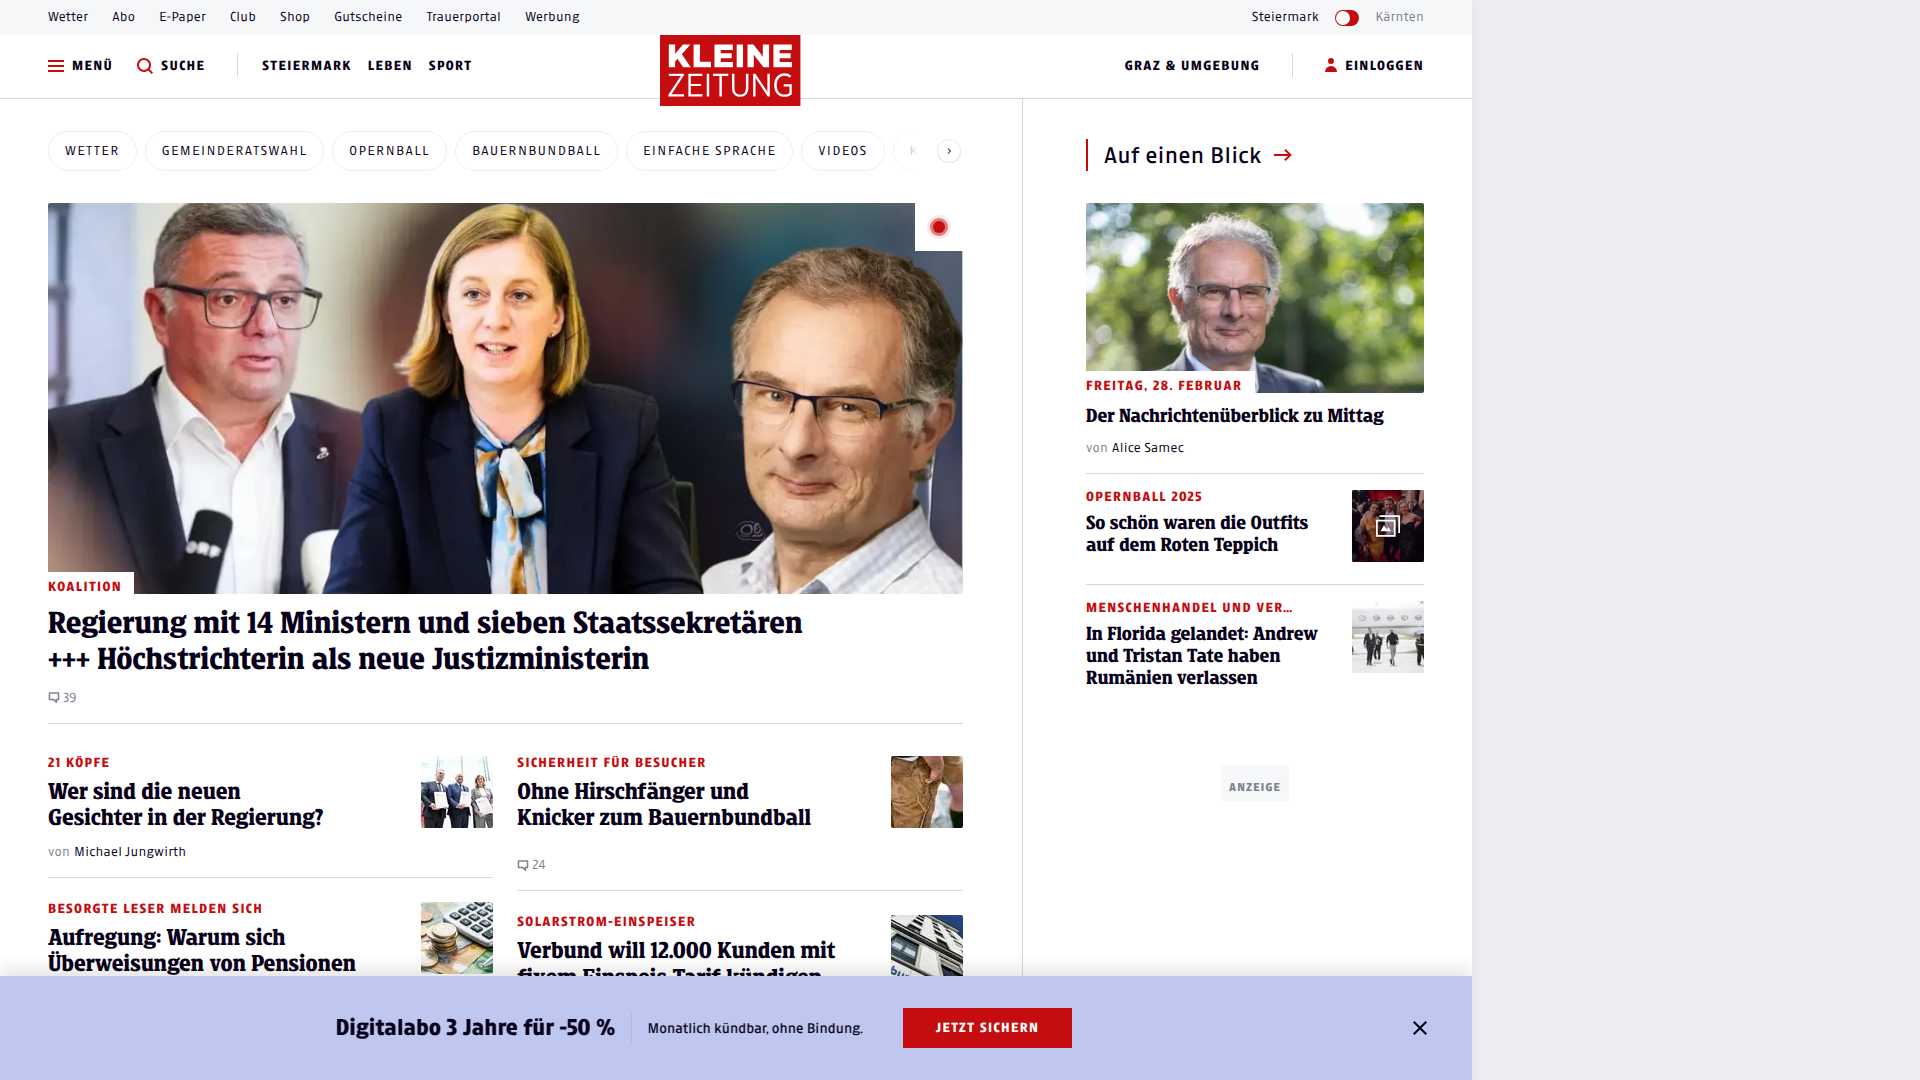 Wetter Abo E-Paper Club Shop Gutscheine Trauerportal Werbung Steiermark Kärnten
MENÜ SUCHE STEIERMARK LEBEN SPORT KLEINE ZEITUNG GRAZ & UMGEBUNG EINLOGGEN
WETTER GEMEINDERATSWAHL OPERNBALL BAUERNBUNDBALL EINFACHE SPRACHE VIDEOS
ORF
KOALITION
Regierung mit 14 Ministern und sieben Staatssekretären
+++ Höchstrichterin als neue Justizministerin
39
21 KÖPFE
Wer sind die neuen
Gesichter in der Regierung?
von Michael Jungwirth
BESORGTE LESER MELDEN SICH
Aufregung: Warum sich
Überweisungen von Pensionen
SICHERHEIT FÜR BESUCHER
Ohne Hirschfänger und
Knicker zum Bauernbundball
24
SOLARSTROM-EINSPEISER
Verbund will 12.000 Kunden mit
fixem Einspeis-Tarif kündigen
Auf einen Blick
FREITAG, 28. FEBRUAR
Der Nachrichtenüberblick zu Mittag
von Alice Samec
OPERNBALL 2025
So schön waren die Outfits
auf dem Roten Teppich
MENSCHENHANDEL UND VER...
In Florida gelandet: Andrew
und Tristan Tate haben
Rumänien verlassen
ANZEIGE
Digitalabo 3 Jahre für -50 % Monatlich kündbar, ohne Bindung. JETZT SICHERN